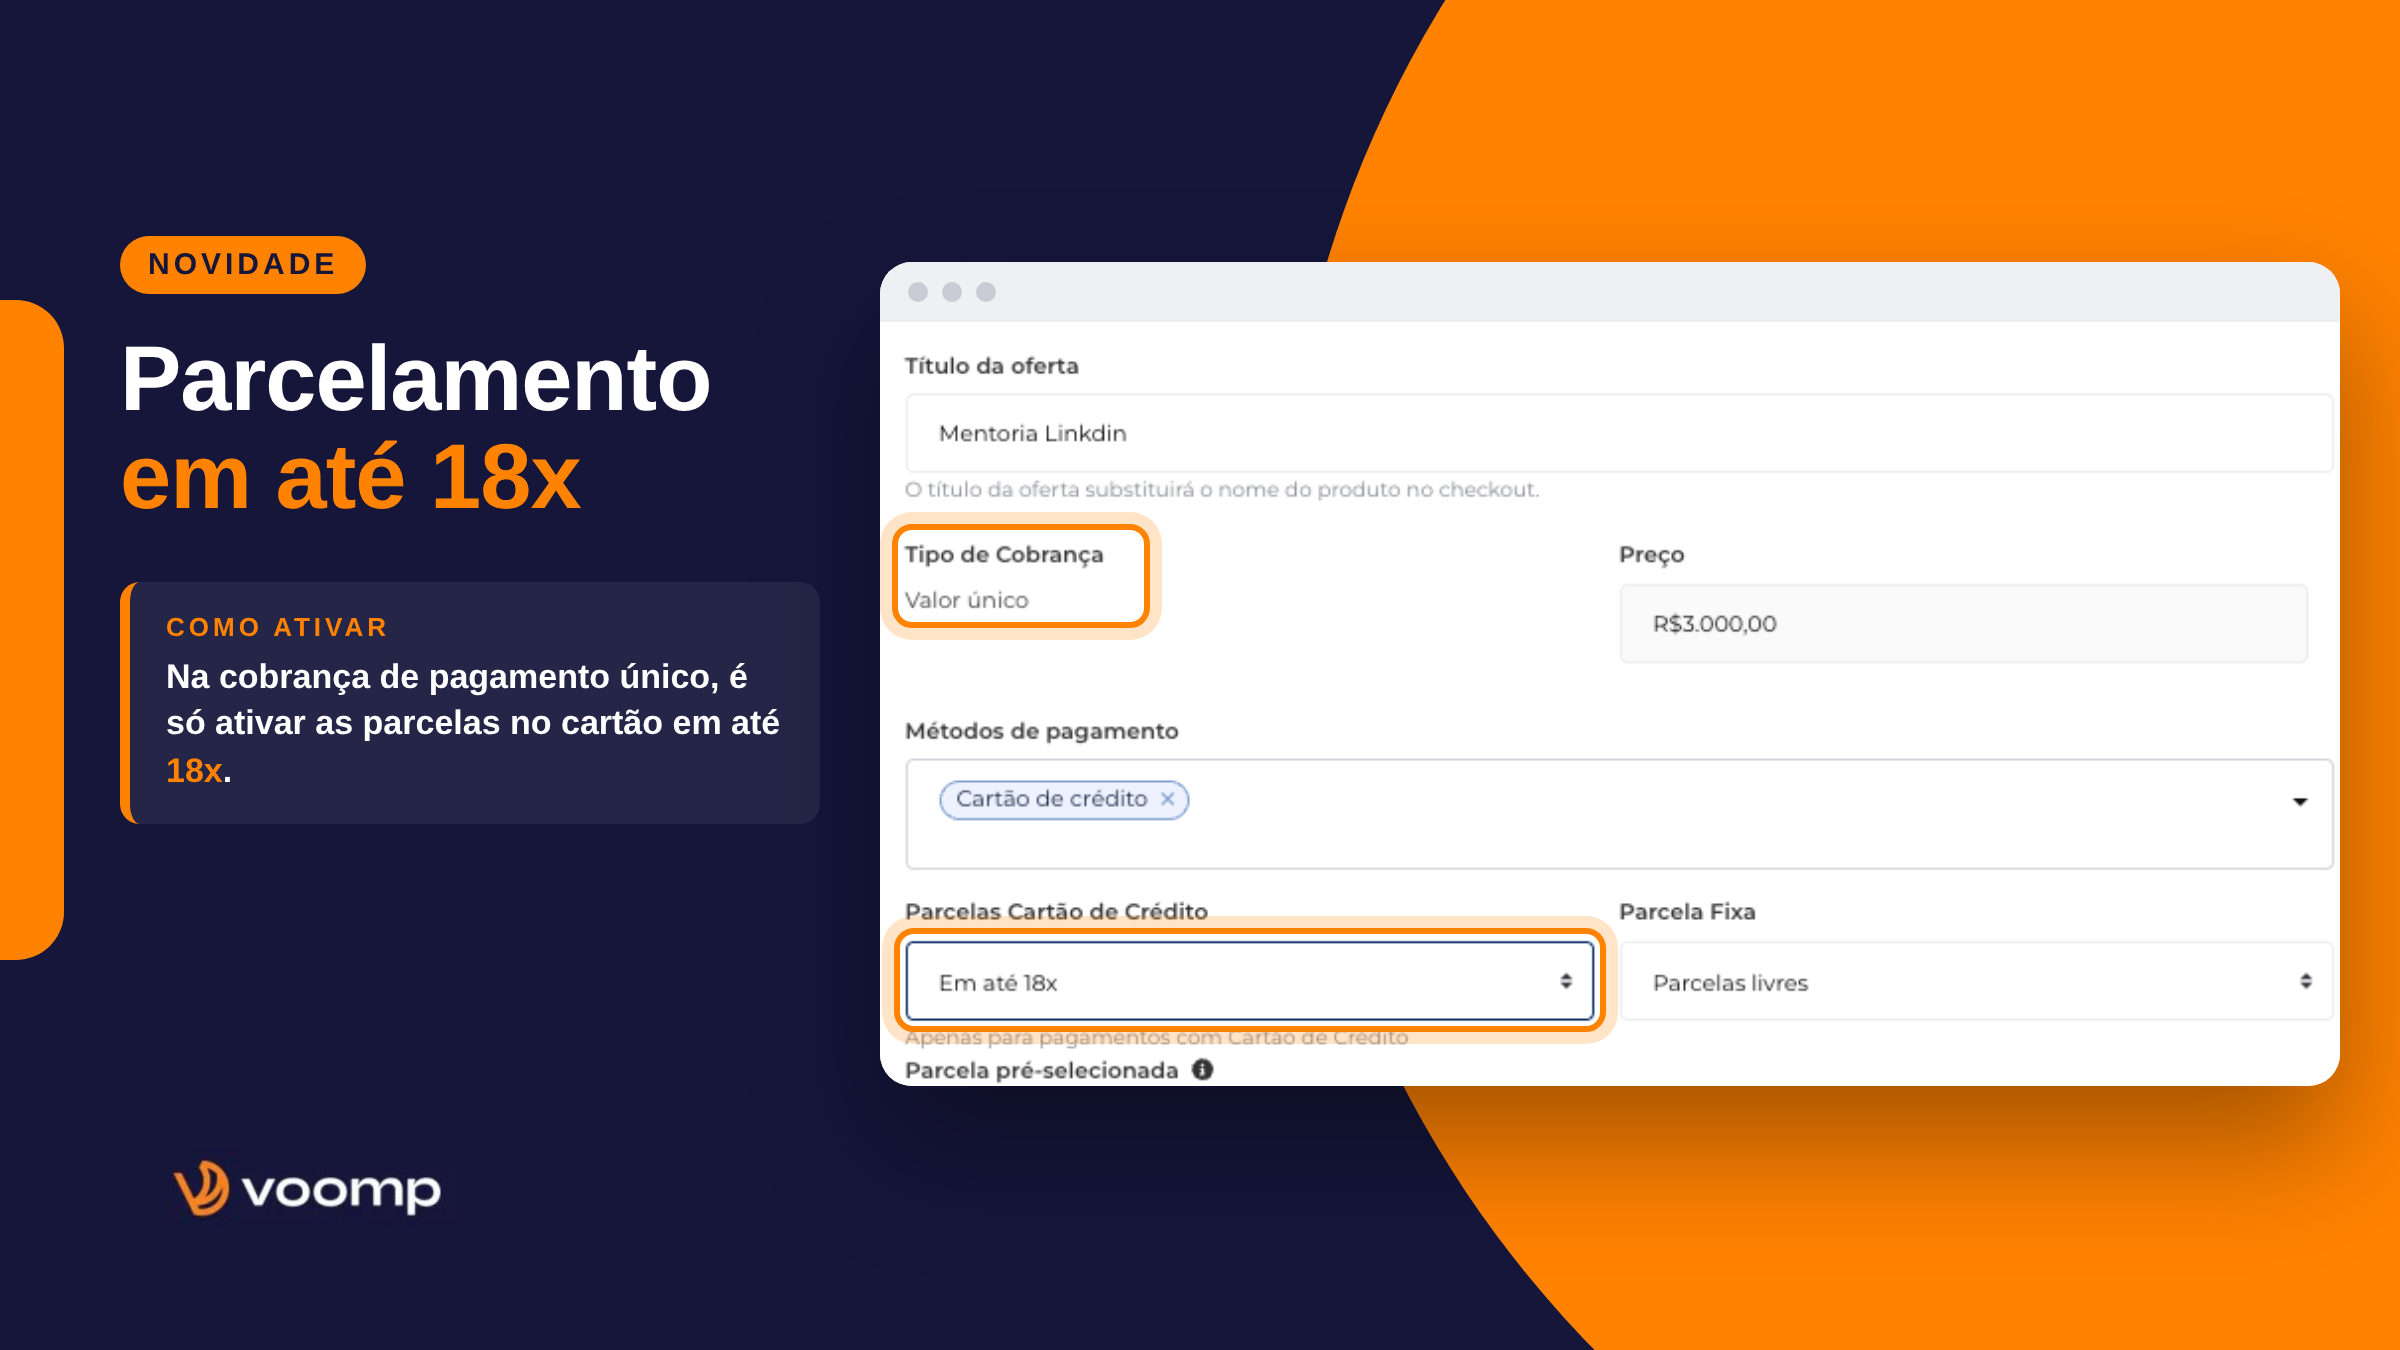 NOVIDADE
Parcelamento
em até 18x
COMO ATIVAR
Na cobrança de pagamento único, é
só ativar as parcelas no cartão em até
18x.
voomp
Título da oferta
Mentoria Linkdin
O título da oferta substituirá o nome do produto no checkout.
Tipo de Cobrança
Valor único
Preço
R$3.000,00
Métodos de pagamento
Cartão de crédito ×
Parcelas Cartão de Crédito
Em até 18x
Apenas para pagamentos com Cartão de Crédito
Parcela Fixa
Parcelas livres
Parcela pré-selecionada